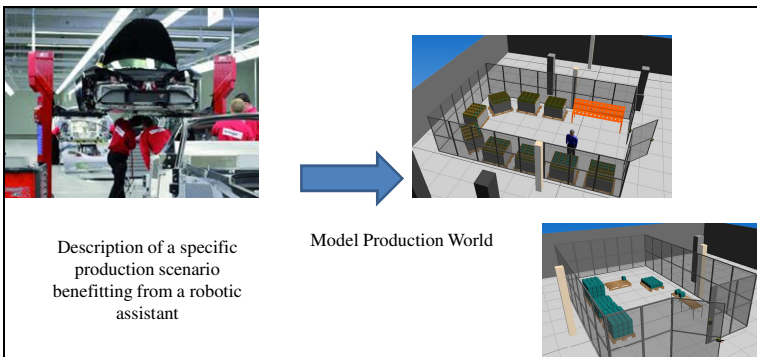 Description of a specific
production scenario
benefitting from a robotic
assistant
Model Production World